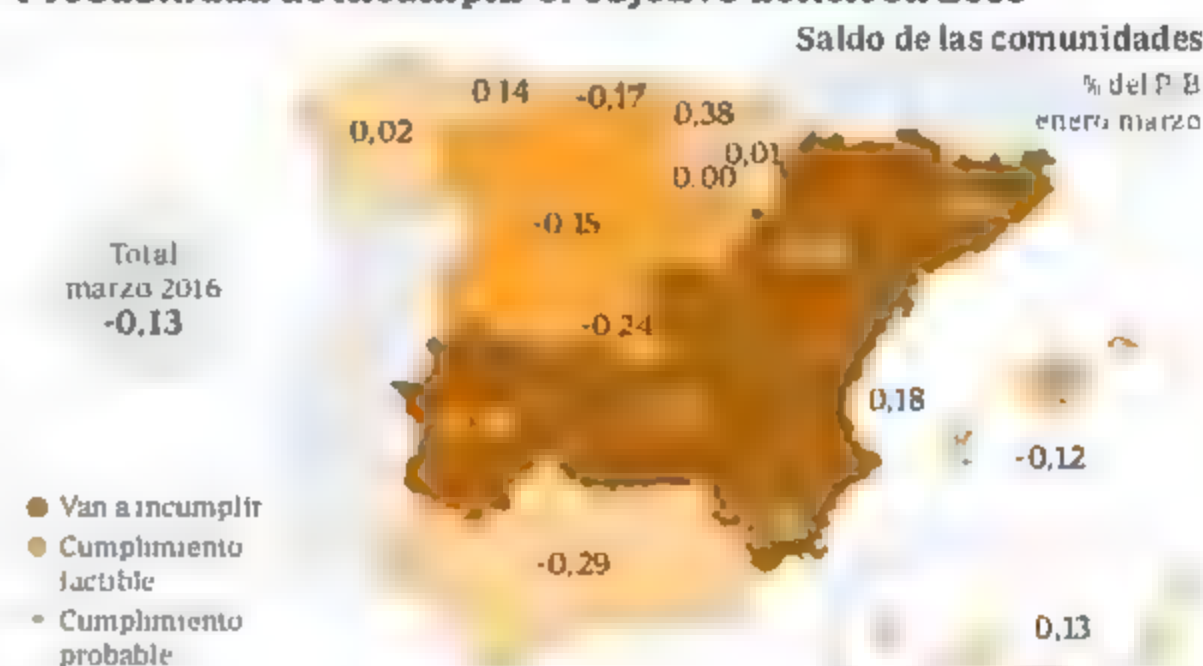 Saldo de las comunidades
% del P B
enero marzo
0 14
-0,17
0,38
0,02
0,01
0.00
-0 15
Total
marzo 2016
-0,13
-0 24
0,18
-0,12
Van a incumplir
Cumplimiento
factible
-0,29
Cumplimiento
probable
0,13